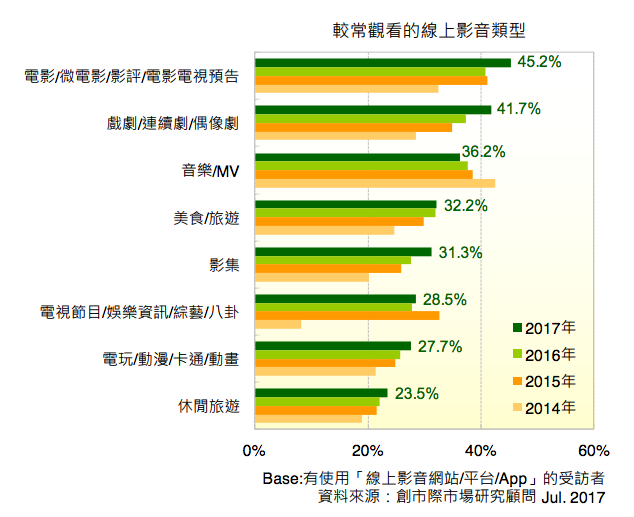 較常觀看的線上影音類型
電影/微電影/影評/電影電視預告
45.2%
戲劇/連續劇/偶像劇
41.7%
音樂/MV
36.2%
美食/旅遊
32.2%
影集
31.3%
電視節目/娛樂資訊/綜藝/八卦
28.5%
電玩/動漫/卡通/動畫
27.7%
休閒旅遊
23.5%
2017年
2016年
2015年
2014年
0% 20% 40% 60%
Base:有使用「線上影音網站/平台/App」的受訪者
資料來源：創市際市場研究顧問 Jul. 2017